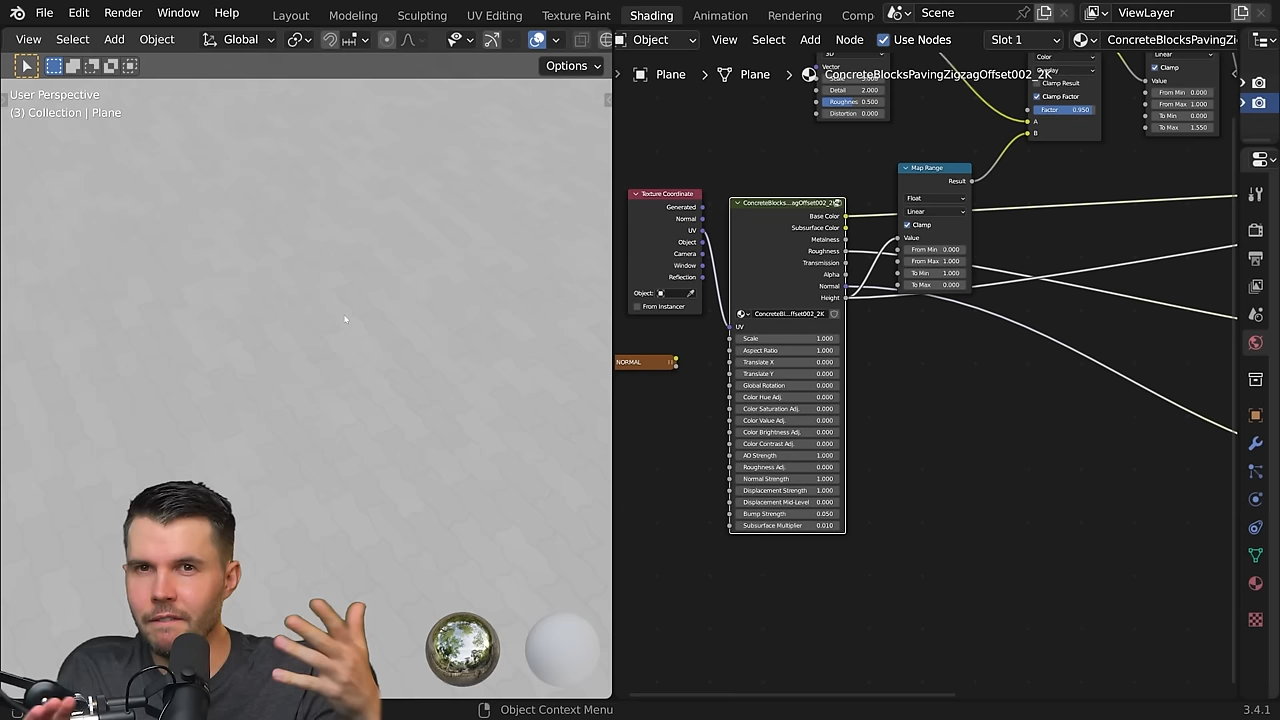 File Edit Render Window Help Layout Modeling Sculpting UV Editing Texture Paint Shading Animation Rendering Comp Scene ViewLayer
View Select Add Object Global
Object View Select Add Node Use Nodes Slot 1 ConcreteBlocksPavingZi
Options
User Perspective
(3) Collection | Plane
Plane Plane ConcreteBlocksPavingZigzagOffset002_2K
Vector
Detail 2.000
Roughness 0.500
Distortion 0.000
Color
Overlay
Clamp Result
Clamp Factor
Factor 0.950
A
B
Linear
Clamp
Value
From Min 0.000
From Max 1.000
To Min 0.000
To Max 1.550
Map Range
Result
Float
Linear
Clamp
Value
From Min 0.000
From Max 1.000
To Min 1.000
To Max 0.000
Texture Coordinate
Generated
Normal
UV
Object
Camera
Window
Reflection
Object:
From Instancer
NORMAL
ConcreteBlocks...agOffset002_2K
Base Color
Subsurface Color
Metalness
Roughness
Transmission
Alpha
Normal
Height
ConcreteBl...ffset002_2K
UV
Scale 1.000
Aspect Ratio 1.000
Translate X 0.000
Translate Y 0.000
Global Rotation 0.000
Color Hue Adj. 0.000
Color Saturation Adj. 0.000
Color Value Adj. 0.000
Color Brightness Adj. 0.000
Color Contrast Adj. 0.000
AO Strength 1.000
Roughness Adj. 0.000
Normal Strength 1.000
Displacement Strength 1.000
Displacement Mid-Level 0.000
Bump Strength 0.050
Subsurface Multiplier 0.010
Object Context Menu
3.4.1